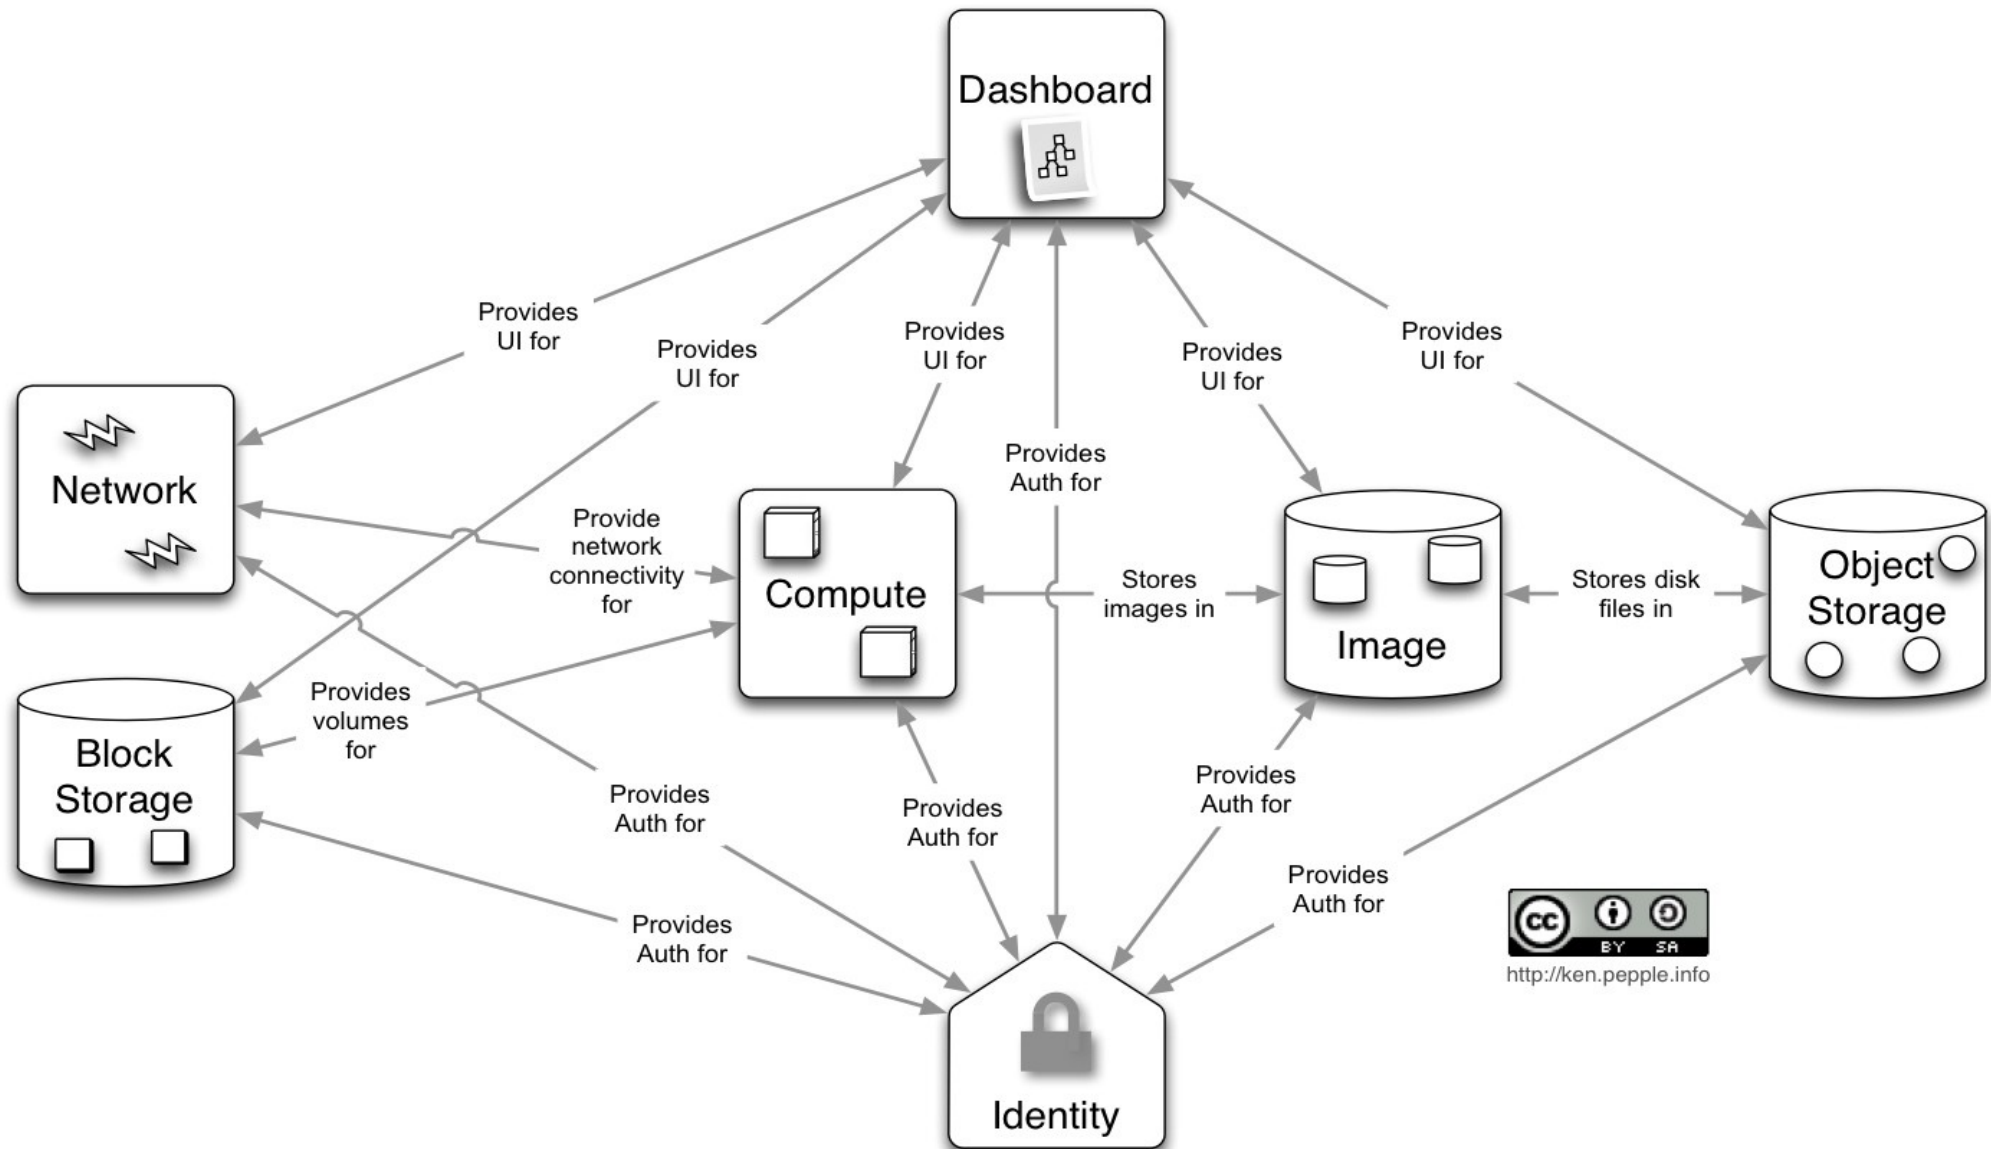 Dashboard
Provides
UI for
Provides
UI for
Provides
UI for
Provides
UI for
Provides
UI for
Provides
Auth for
Network
Provide
network
connectivity
for
Compute
Stores
images in
Image
Stores disk
files in
Object
Storage
Block
Storage
Provides
volumes
for
Provides
Auth for
Provides
Auth for
Provides
Auth for
Provides
Auth for
Provides
Auth for
Identity
cc
BY SA
http://ken.pepple.info